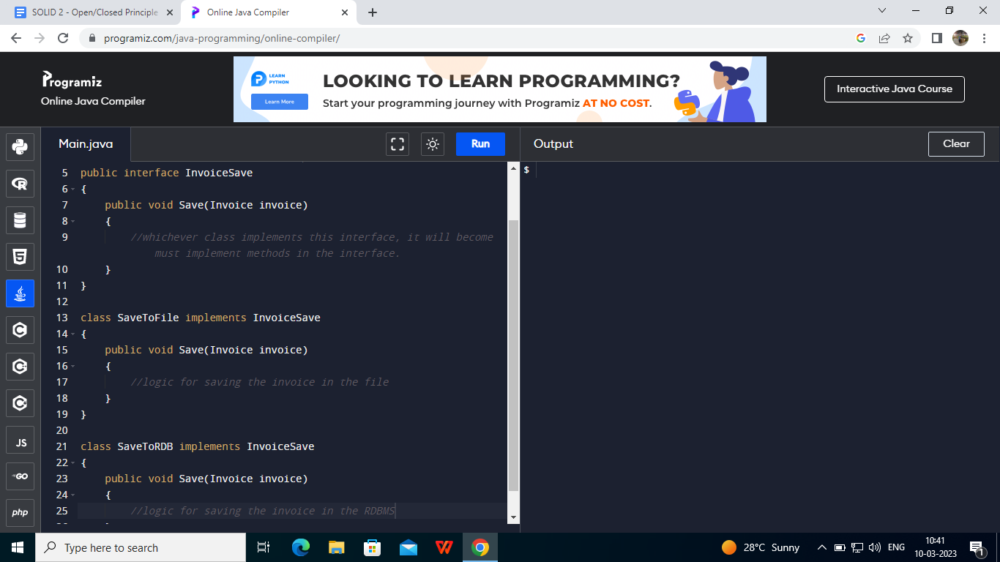 SOLID 2 - Open/Closed Principle
Online Java Compiler
programiz.com/java-programming/online-compiler/
Programiz
Online Java Compiler
LEARN
PYTHON
Learn More
LOOKING TO LEARN PROGRAMMING?
Start your programming journey with Programiz AT NO COST.
Interactive Java Course
Main.java
Run
Output
Clear
5 public interface InvoiceSave
6 {
7 public void Save(Invoice invoice)
8 {
9 //whichever class implements this interface, it will become
must implement methods in the interface.
10 }
11 }
12
13 class SaveToFile implements InvoiceSave
14 {
15 public void Save(Invoice invoice)
16 {
17 //logic for saving the invoice in the file
18 }
19 }
20
21 class SaveToRDB implements InvoiceSave
22 {
23 public void Save(Invoice invoice)
24 {
25 //logic for saving the invoice in the RDBMS
$
R
5
C
C
C
JS
GO
php
Type here to search
W
28°C Sunny
ENG
10:41
10-03-2023
1